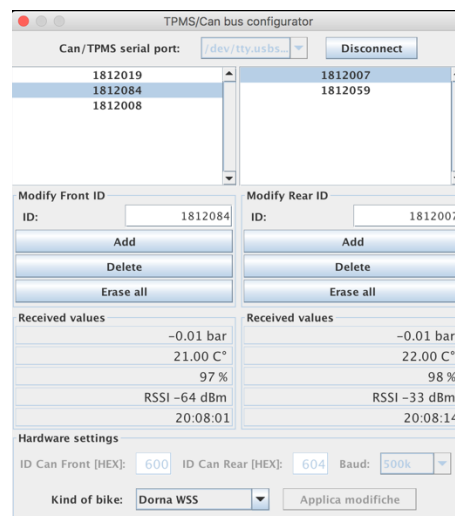 TPMS/Can bus configurator
Can/TPMS serial port: /dev/tty.usbs... Disconnect
1812019 1812007
1812084 1812059
1812008
Modify Front ID Modify Rear ID
ID: 1812084 ID: 1812007
Add Add
Delete Delete
Erase all Erase all
Received values Received values
-0.01 bar -0.01 bar
21.00 C° 22.00 C°
97 % 98 %
RSSI -64 dBm RSSI -33 dBm
20:08:01 20:08:14
Hardware settings
ID Can Front [HEX]: 600 ID Can Rear [HEX]: 604 Baud: 500k
Kind of bike: Dorna WSS Applica modifiche